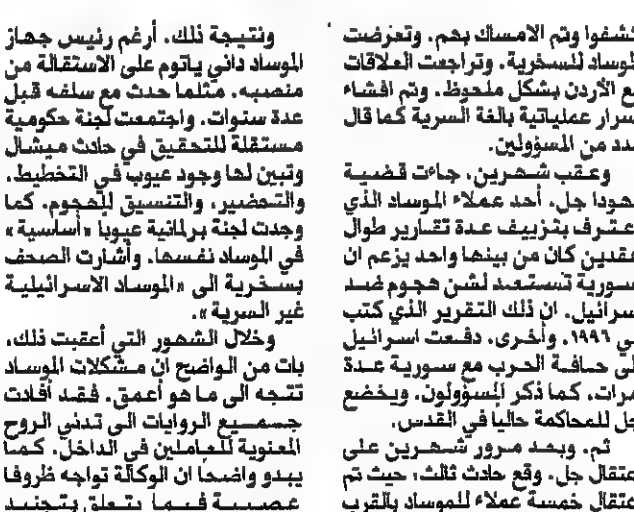 كشفوا وتم الامساك بهم. وتعرضت
الموساد للسخرية. وتراجعت العلاقات
مع الأردن بشكل ملحوظ. وتم افشاء
اسرار عملياتية بالغة السرية كما قال
عدد من المسؤولين.
وعقب شهرين، جاءت قضية
يهودا جل، أحد عملاء الموساد الذي
اعترف بتزييف عدة تقارير طوال
عقدين كان من بينها واحد يزعم ان
سورية تستعد لشن هجوم ضد
اسرائيل. ان ذلك التقرير الذي كتب
في ١٩٩٦، وأخرى، دفعت اسرائيل
الى حافة الحرب مع سورية عدة
مرات، كما ذكر المسؤولون. ويخضع
جل للمحاكمة حاليا في القدس.
ثم، وبعد مرور شهرين على
اعتقال جل، وقع حادث ثالث، حيث تم
اعتقال خمسة عملاء للموساد بالقرب
ونتيجة ذلك، أرغم رئيس جهاز
الموساد داني ياتوم على الاستقالة من
منصبه، مثلما حدث مع سلفه قبل
عدة سنوات. واجتمعت لجنة حكومية
مستقلة للتحقيق في حادث ميشال
وتبين لها وجود عيوب في التخطيط،
والتحضير، والتنسيق للهجوم، كما
وجدت لجنة برلمانية عيوبا «أساسية»
في الموساد نفسها. وأشارت الصحف
بسخرية الى «الموساد الاسرائيلية
غير السرية».
وخلال الشهور التي أعقبت ذلك،
بات من الواضح ان مشكلات الموساد
تتجه الى ما هو أعمق. فقد أفادت
جميع الروايات الى تدني الروح
المعنوية للعاملين في الداخل. كما
يبدو واضحا ان الوكالة تواجه ظروفا
عصيبة فيما يتعلق بتجنيد